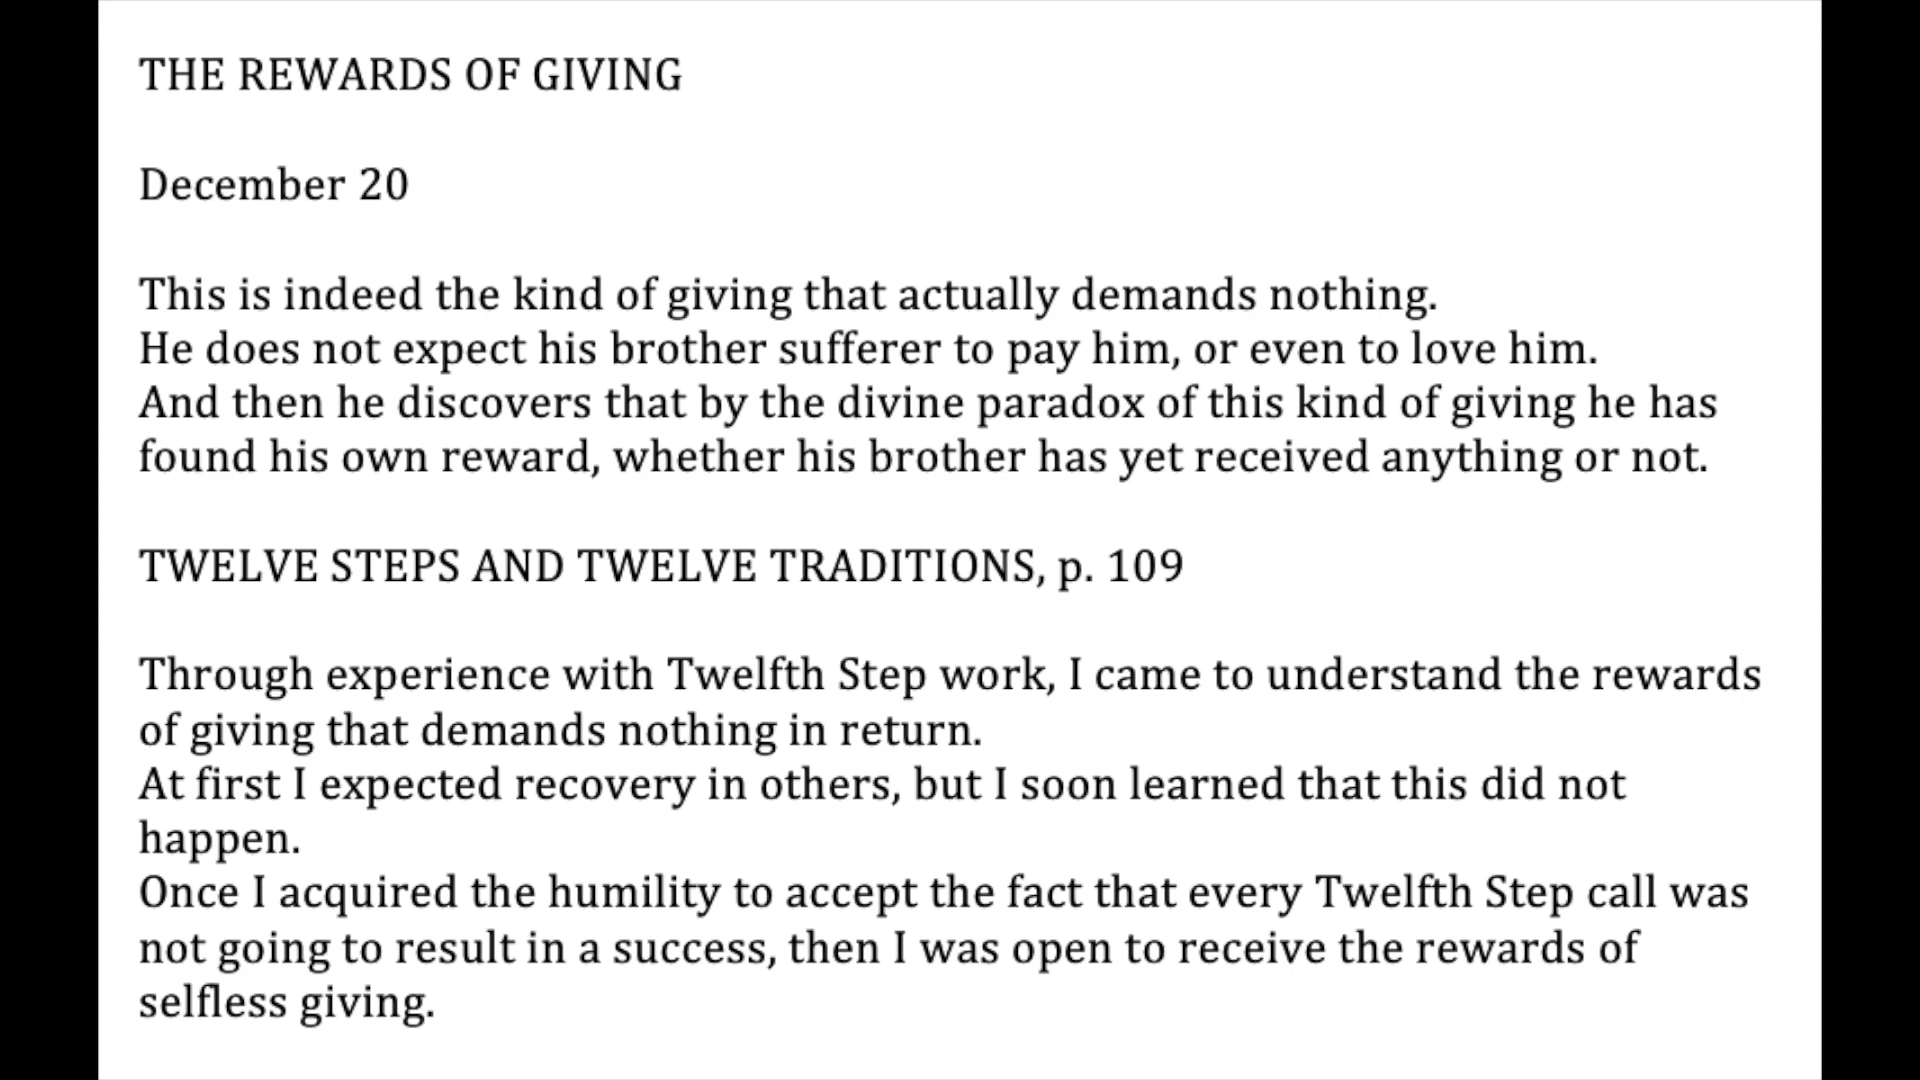 THE REWARDS OF GIVING
December 20
This is indeed the kind of giving that actually demands nothing.
He does not expect his brother sufferer to pay him, or even to love him.
And then he discovers that by the divine paradox of this kind of giving he has
found his own reward, whether his brother has yet received anything or not.
TWELVE STEPS AND TWELVE TRADITIONS, p. 109
Through experience with Twelfth Step work, I came to understand the rewards
of giving that demands nothing in return.
At first I expected recovery in others, but I soon learned that this did not
happen.
Once I acquired the humility to accept the fact that every Twelfth Step call was
not going to result in a success, then I was open to receive the rewards of
selfless giving.